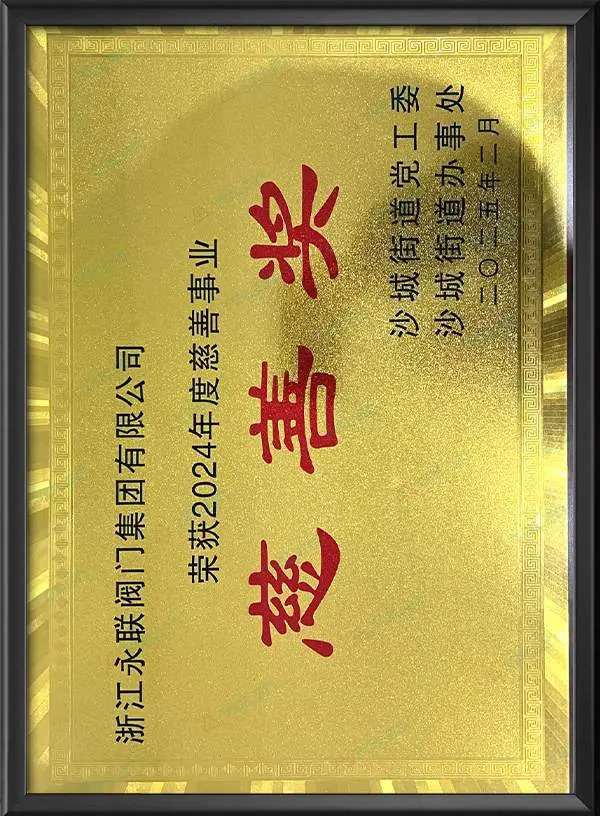 浙江永联阀门集团有限公司
荣获2024年度慈善事业
慈善奖
沙城街道党工委
沙城街道办事处
二〇二五年二月